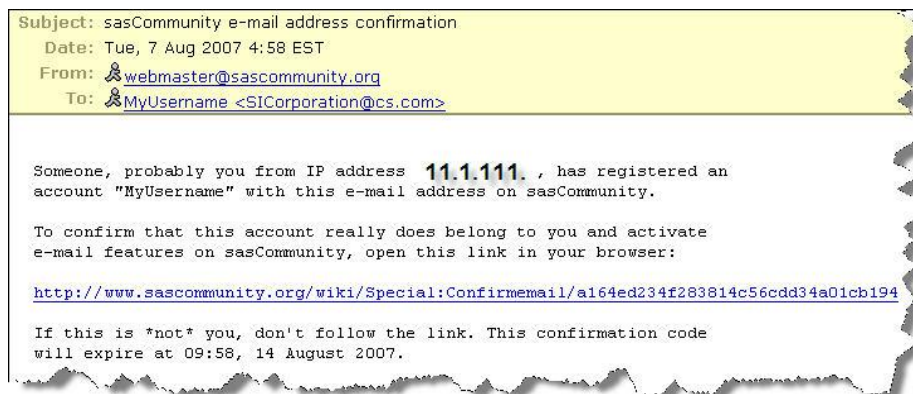 Subject: sasCommunity e-mail address confirmation
Date: Tue, 7 Aug 2007 4:58 EST
From: webmaster@sascommunity.org
To: MyUsername <SICorporation@cs.com>
Someone, probably you from IP address 11.1.111. , has registered an
account "MyUsername" with this e-mail address on sasCommunity.
To confirm that this account really does belong to you and activate
e-mail features on sasCommunity, open this link in your browser:
http://www.sascommunity.org/wiki/Special:Confirmemail/a164ed234f283814c56cdd34a01cb194
If this is *not* you, don't follow the link. This confirmation code
will expire at 09:58, 14 August 2007.